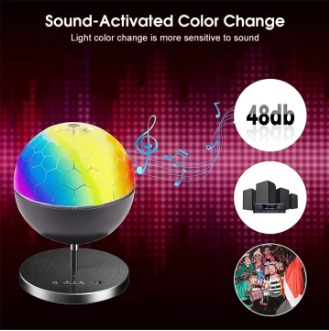 Sound-Activated Color Change
Light color change is more sensitive to sound
48db